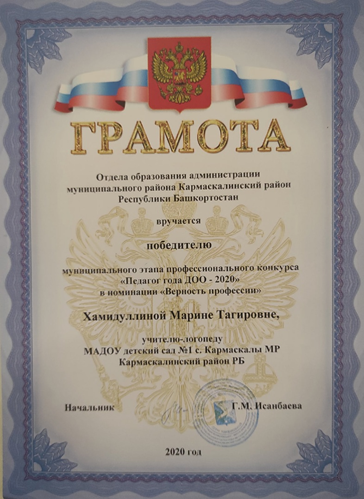 ГРАМОТА
Отдела образования администрации
муниципального района Кармаскалинский район
Республики Башкортостан
вручается
победителю
муниципального этапа профессионального конкурса
«Педагог года ДОО - 2020»
в номинации «Верность профессии»
Хамидуллиной Марине Тагировне,
учителю-логопеду
МАДОУ детский сад №1 с. Кармаскалы МР
Кармаскалинский район РБ
Начальник Г.М. Исанбаева
2020 год